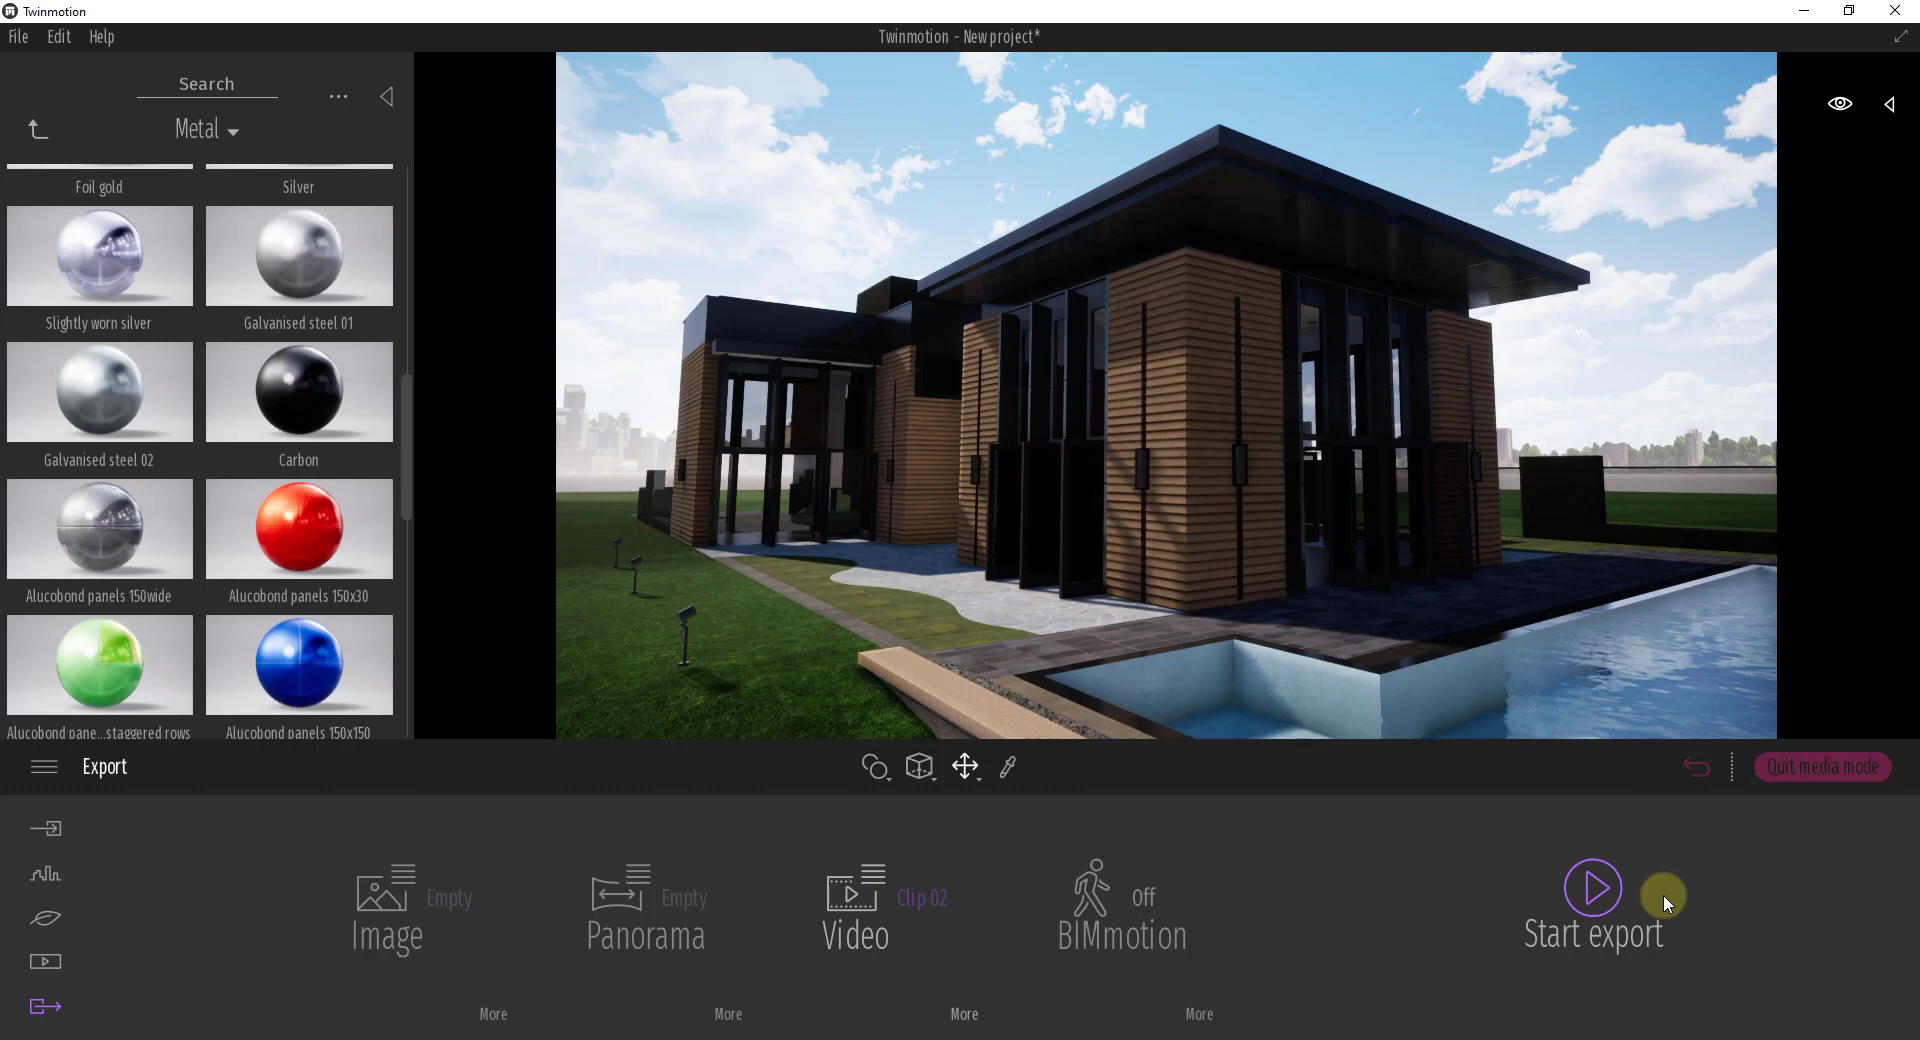 Twinmotion
File Edit Help
Twinmotion - New project*
Search
Metal
Foil gold
Silver
Slightly worn silver
Galvanised steel 01
Galvanised steel 02
Carbon
Alucobond panels 150wide
Alucobond panels 150x30
Alucobond pane...staggered rows
Alucobond panels 150x150
Export
Quit media mode
Empty
Image
More
Empty
Panorama
More
Clip 02
Video
More
Off
BIMmotion
More
Start export